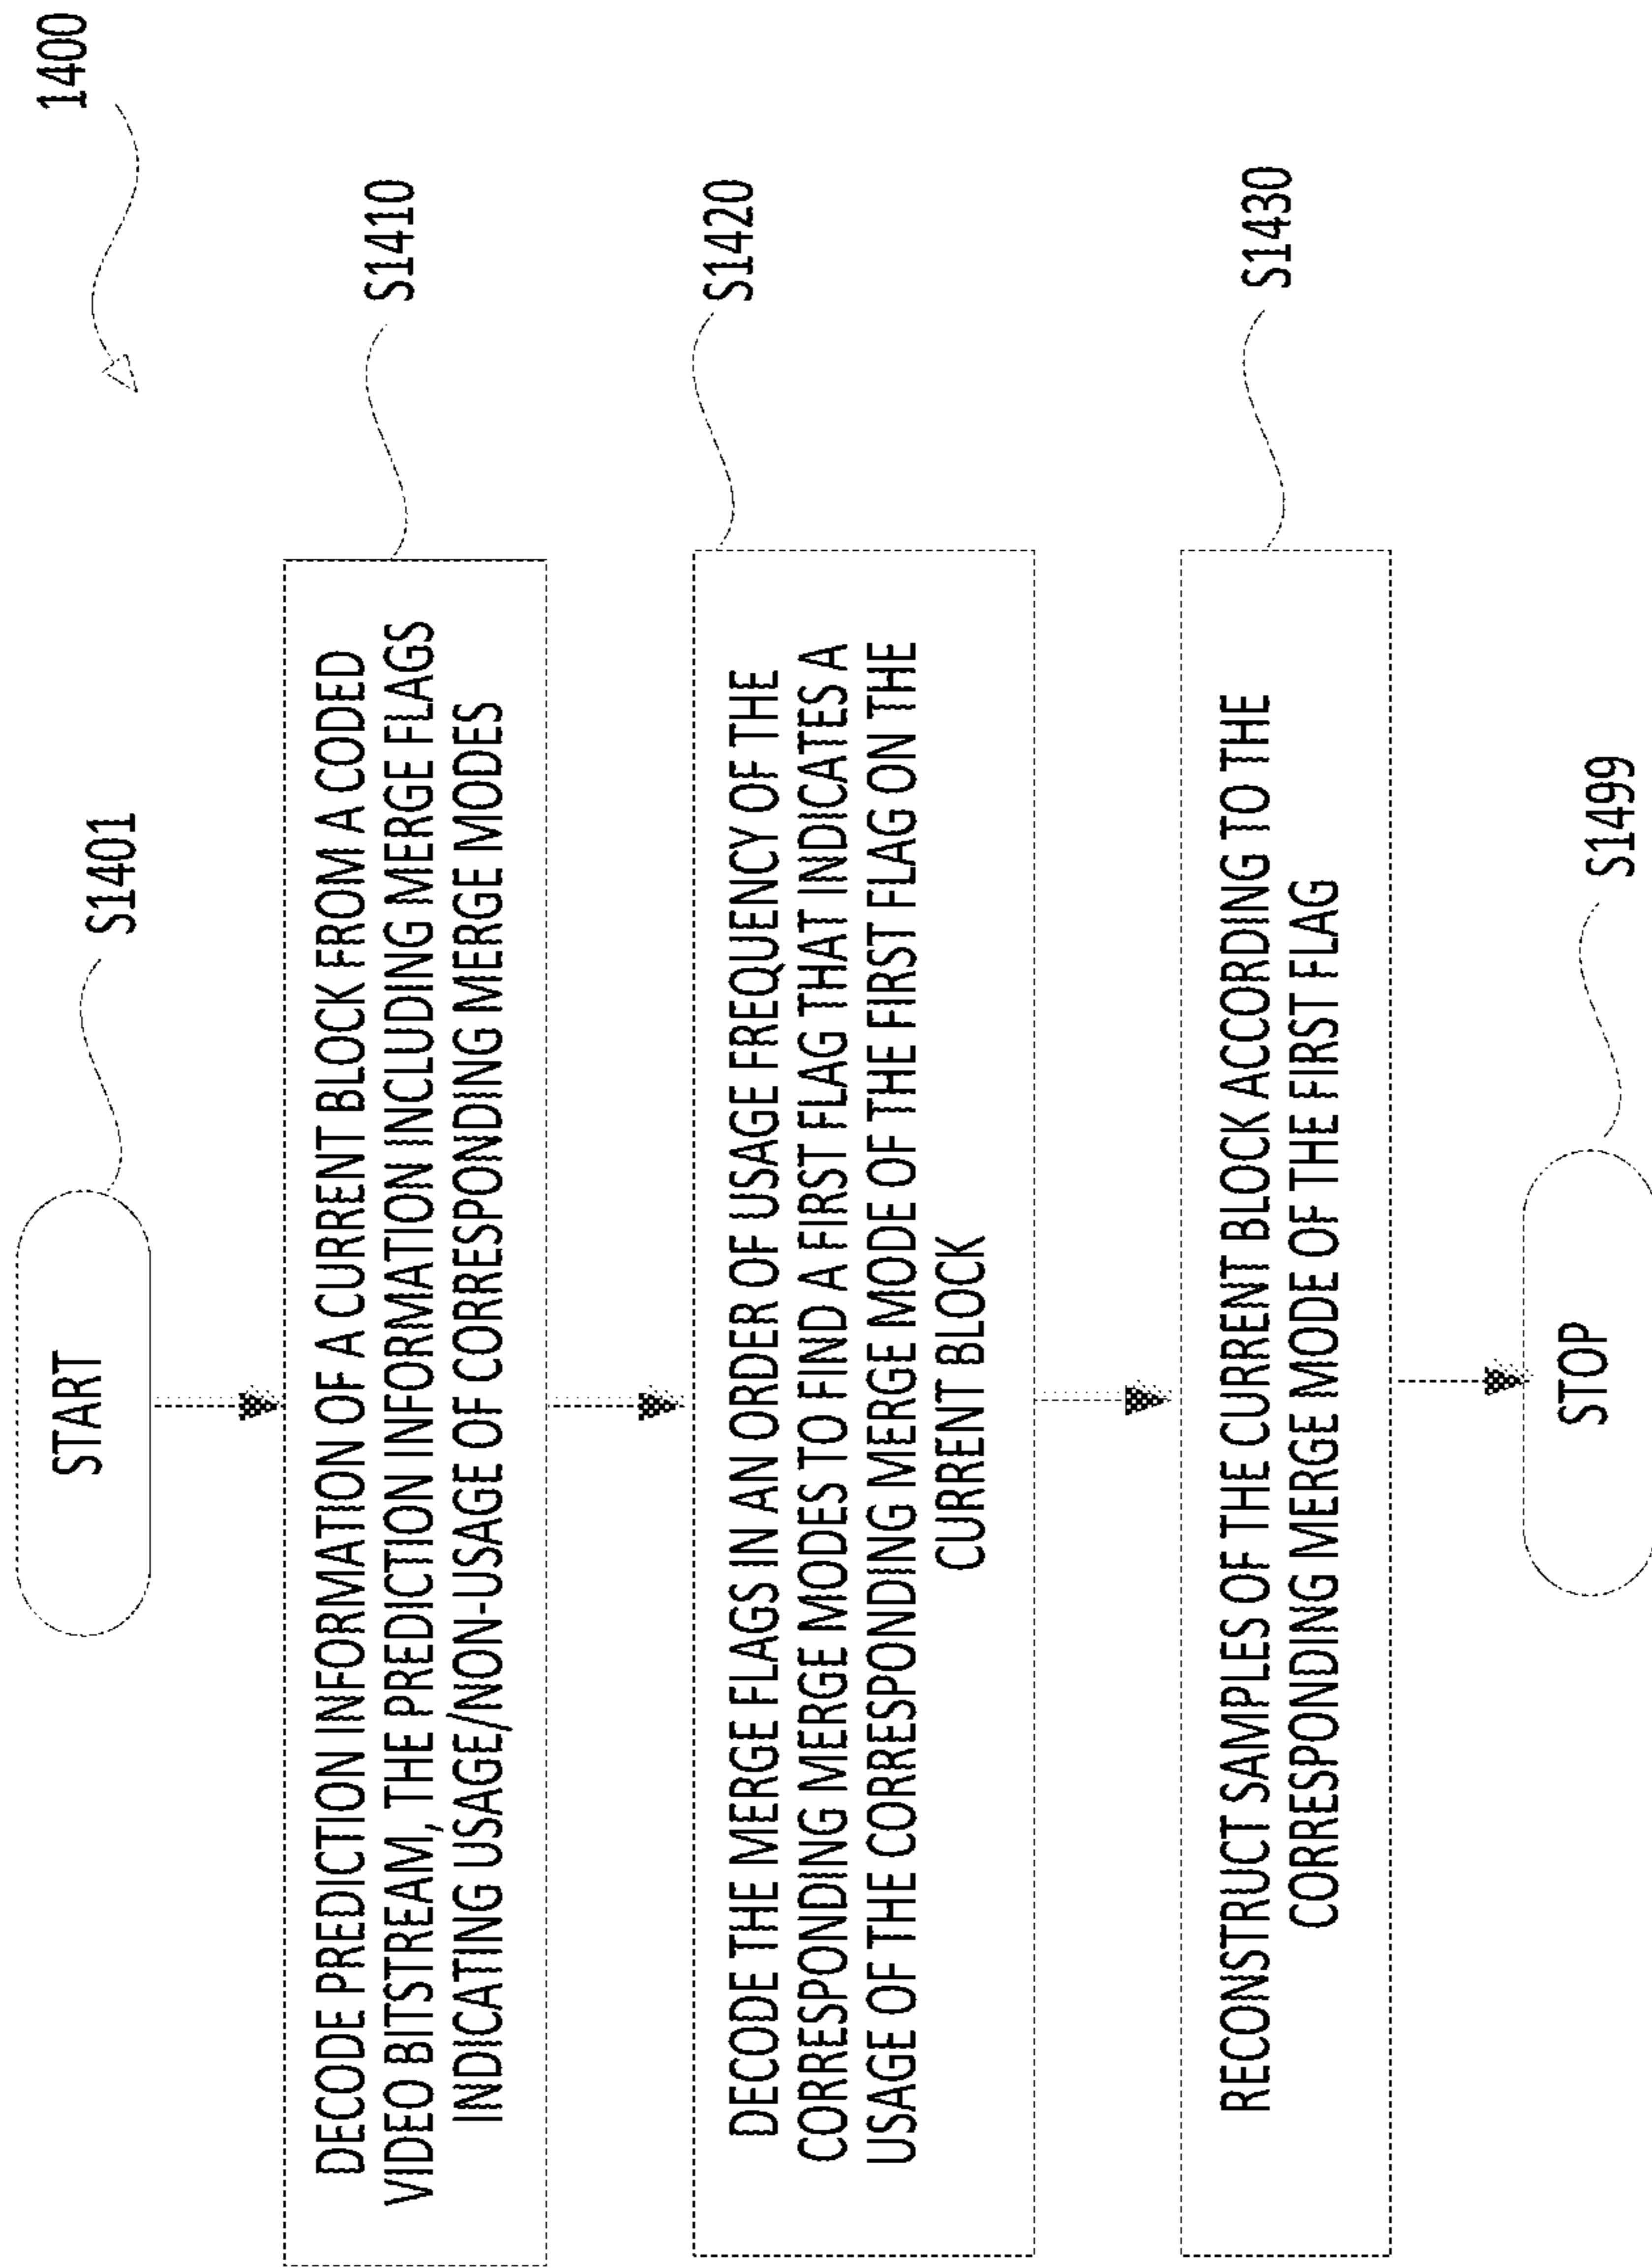 1400
START
S1401
DECODE PREDICTION INFORMATION OF A CURRENT BLOCK FROM A CODED
VIDEO BITSTREAM, THE PREDICTION INFORMATION INCLUDING MERGE FLAGS
INDICATING USAGE/NON-USAGE OF CORRESPONDING MERGE MODES
S1410
DECODE THE MERGE FLAGS IN AN ORDER OF USAGE FREQUENCY OF THE
CORRESPONDING MERGE MODES TO FIND A FIRST FLAG THAT INDICATES A
USAGE OF THE CORRESPONDING MERGE MODE OF THE FIRST FLAG ON THE
CURRENT BLOCK
S1420
RECONSTRUCT SAMPLES OF THE CURRENT BLOCK ACCORDING TO THE
CORRESPONDING MERGE MODE OF THE FIRST FLAG
S1430
STOP
S1499